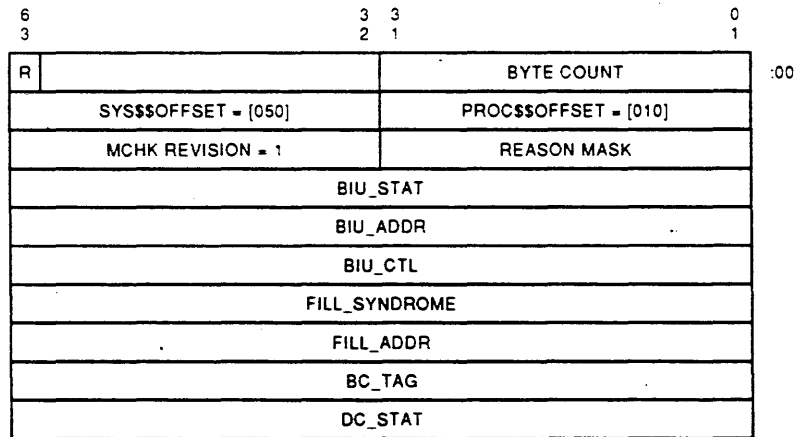 6 3 3 0
3 2 1 1
R BYTE COUNT :00
SYS$$OFFSET = [050] PROC$$OFFSET = [010]
MCHK REVISION = 1 REASON MASK
BIU_STAT
BIU_ADDR
BIU_CTL
FILL_SYNDROME
FILL_ADDR
BC_TAG
DC_STAT